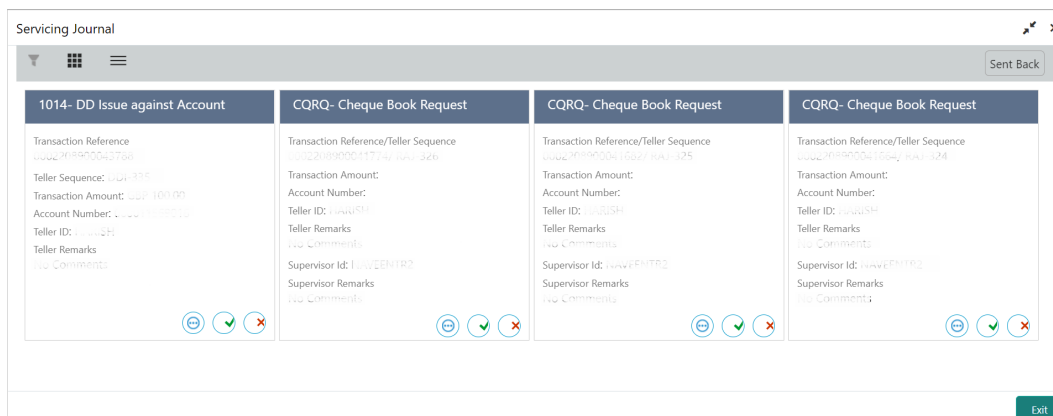 Servicing Journal
Sent Back
1014- DD Issue against Account
Transaction Reference
Teller Sequence:
Transaction Amount:
Account Number:
Teller ID:
Teller Remarks
No Comments
CQRQ- Cheque Book Request
Transaction Reference/Teller Sequence
Transaction Amount:
Account Number:
Teller ID:
Teller Remarks
No Comments
Supervisor Id:
Supervisor Remarks
No Comments
CQRQ- Cheque Book Request
Transaction Reference/Teller Sequence
Transaction Amount:
Account Number:
Teller ID:
Teller Remarks
No Comments
Supervisor Id:
Supervisor Remarks
No Comments
CQRQ- Cheque Book Request
Transaction Reference/Teller Sequence
Transaction Amount:
Account Number:
Teller ID:
Teller Remarks
No Comments
Supervisor Id:
Supervisor Remarks
No Comments
Exit